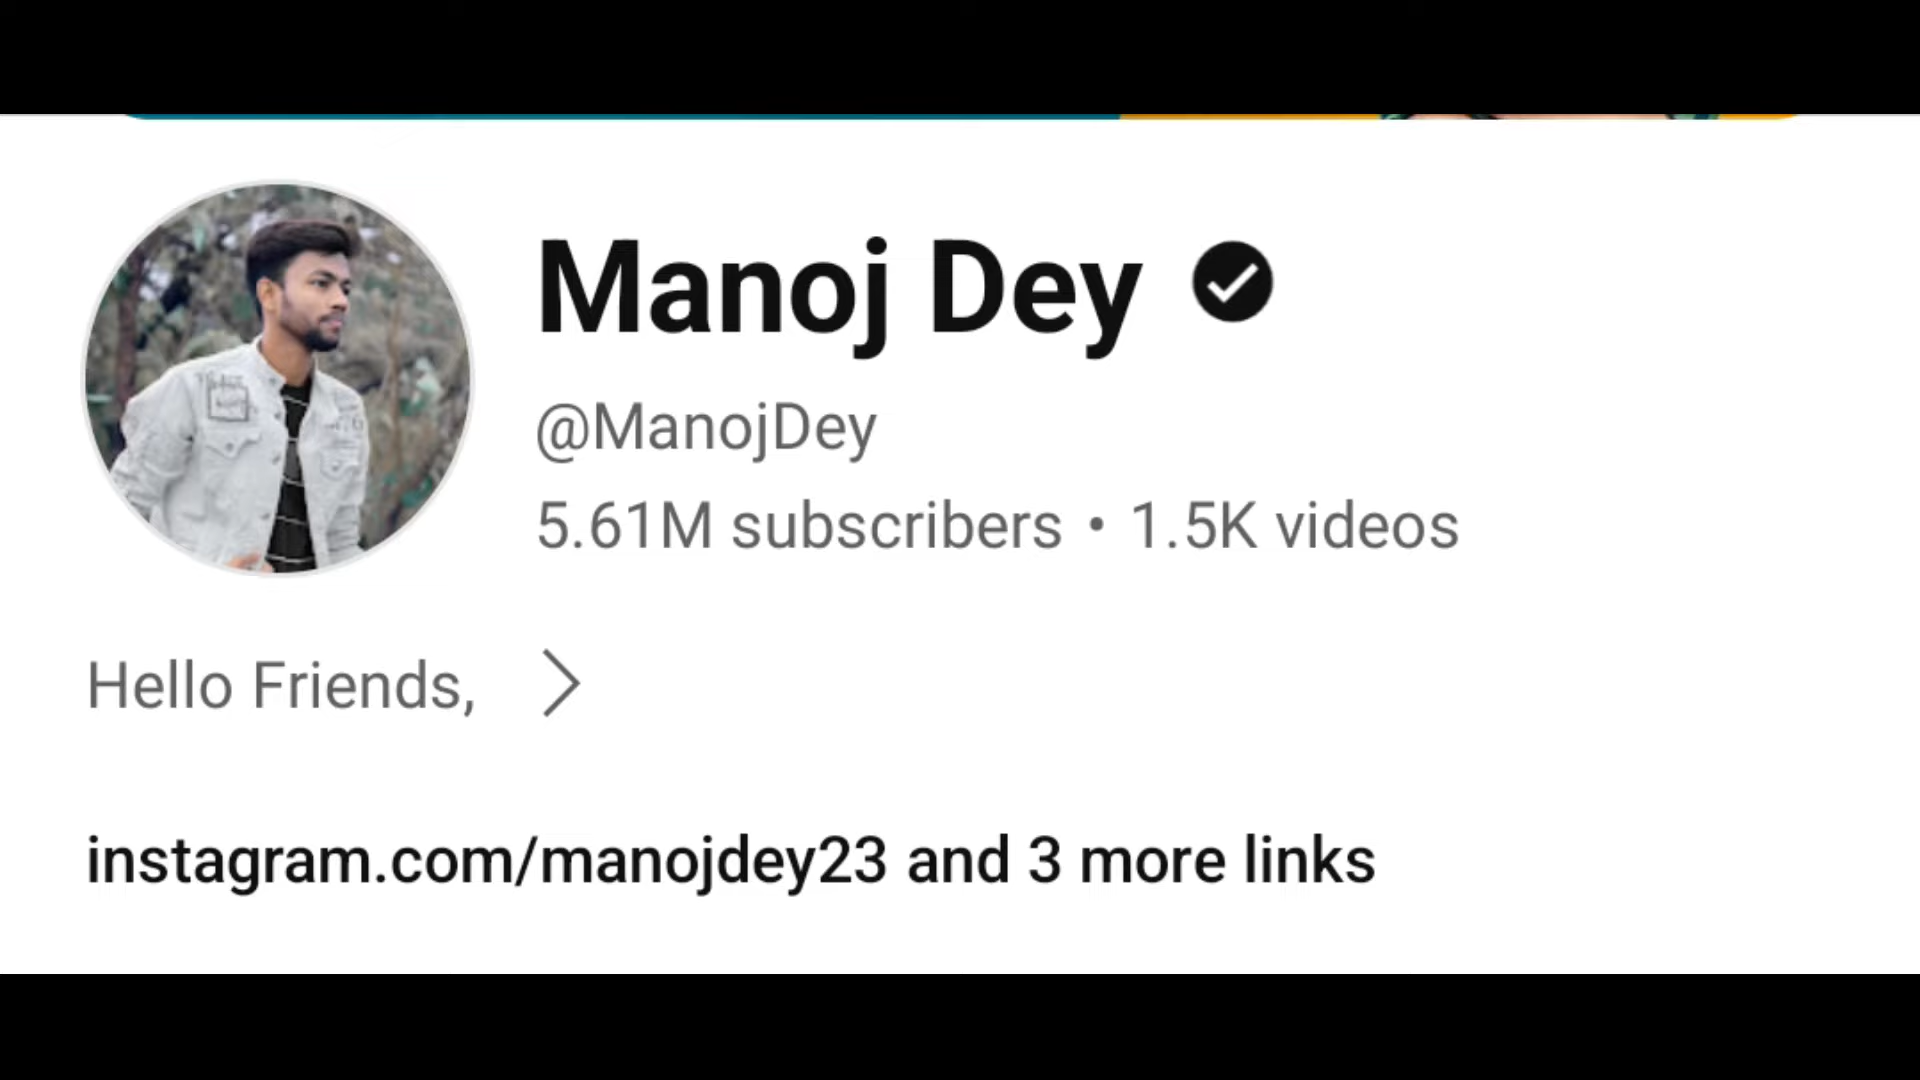 Manoj Dey
@ManojDey
5.61M subscribers • 1.5K videos
Hello Friends,
instagram.com/manojdey23 and 3 more links